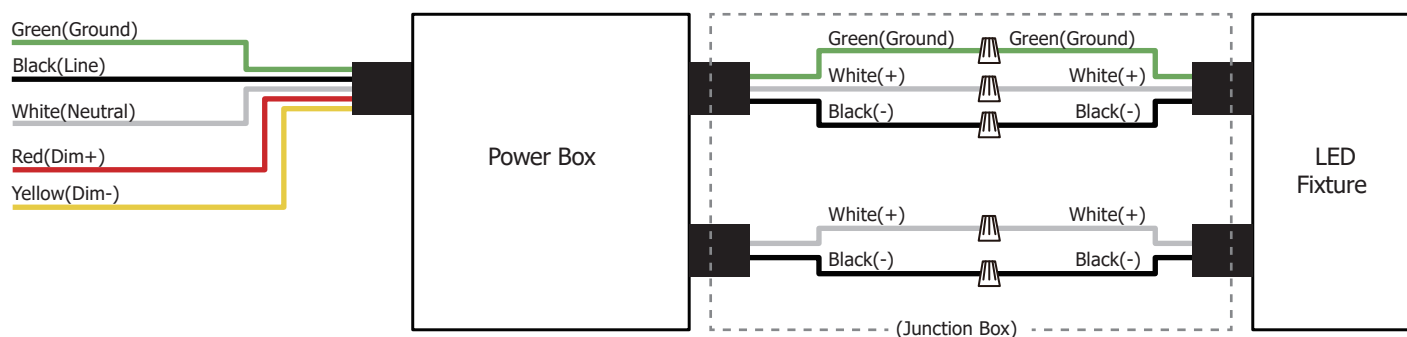 Green(Ground)
Black(Line)
White(Neutral)
Red(Dim+)
Yellow(Dim-)
Power Box
Green(Ground) Green(Ground)
White(+) White(+)
Black(-) Black(-)
White(+) White(+)
Black(-) Black(-)
(Junction Box)
LED
Fixture